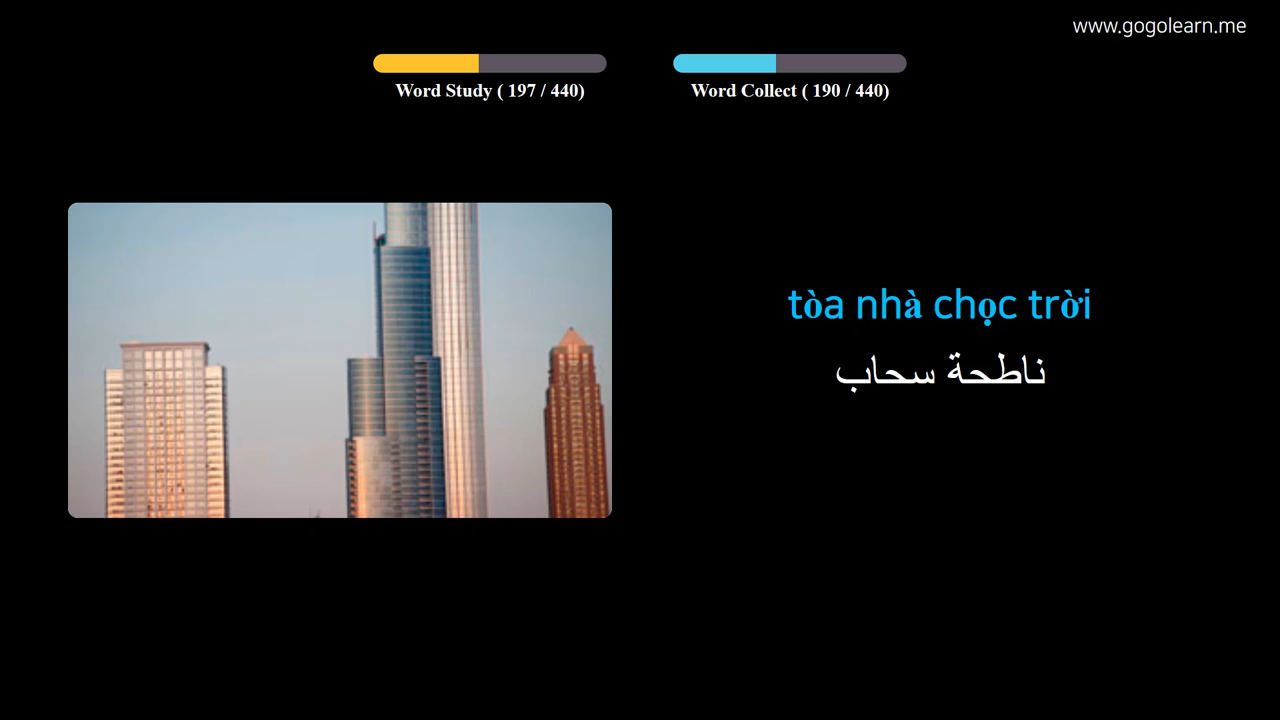 www.gogolearn.me
Word Study ( 197 / 440)
Word Collect ( 190 / 440)
tòa nhà chọc trời
ناطحة سحاب